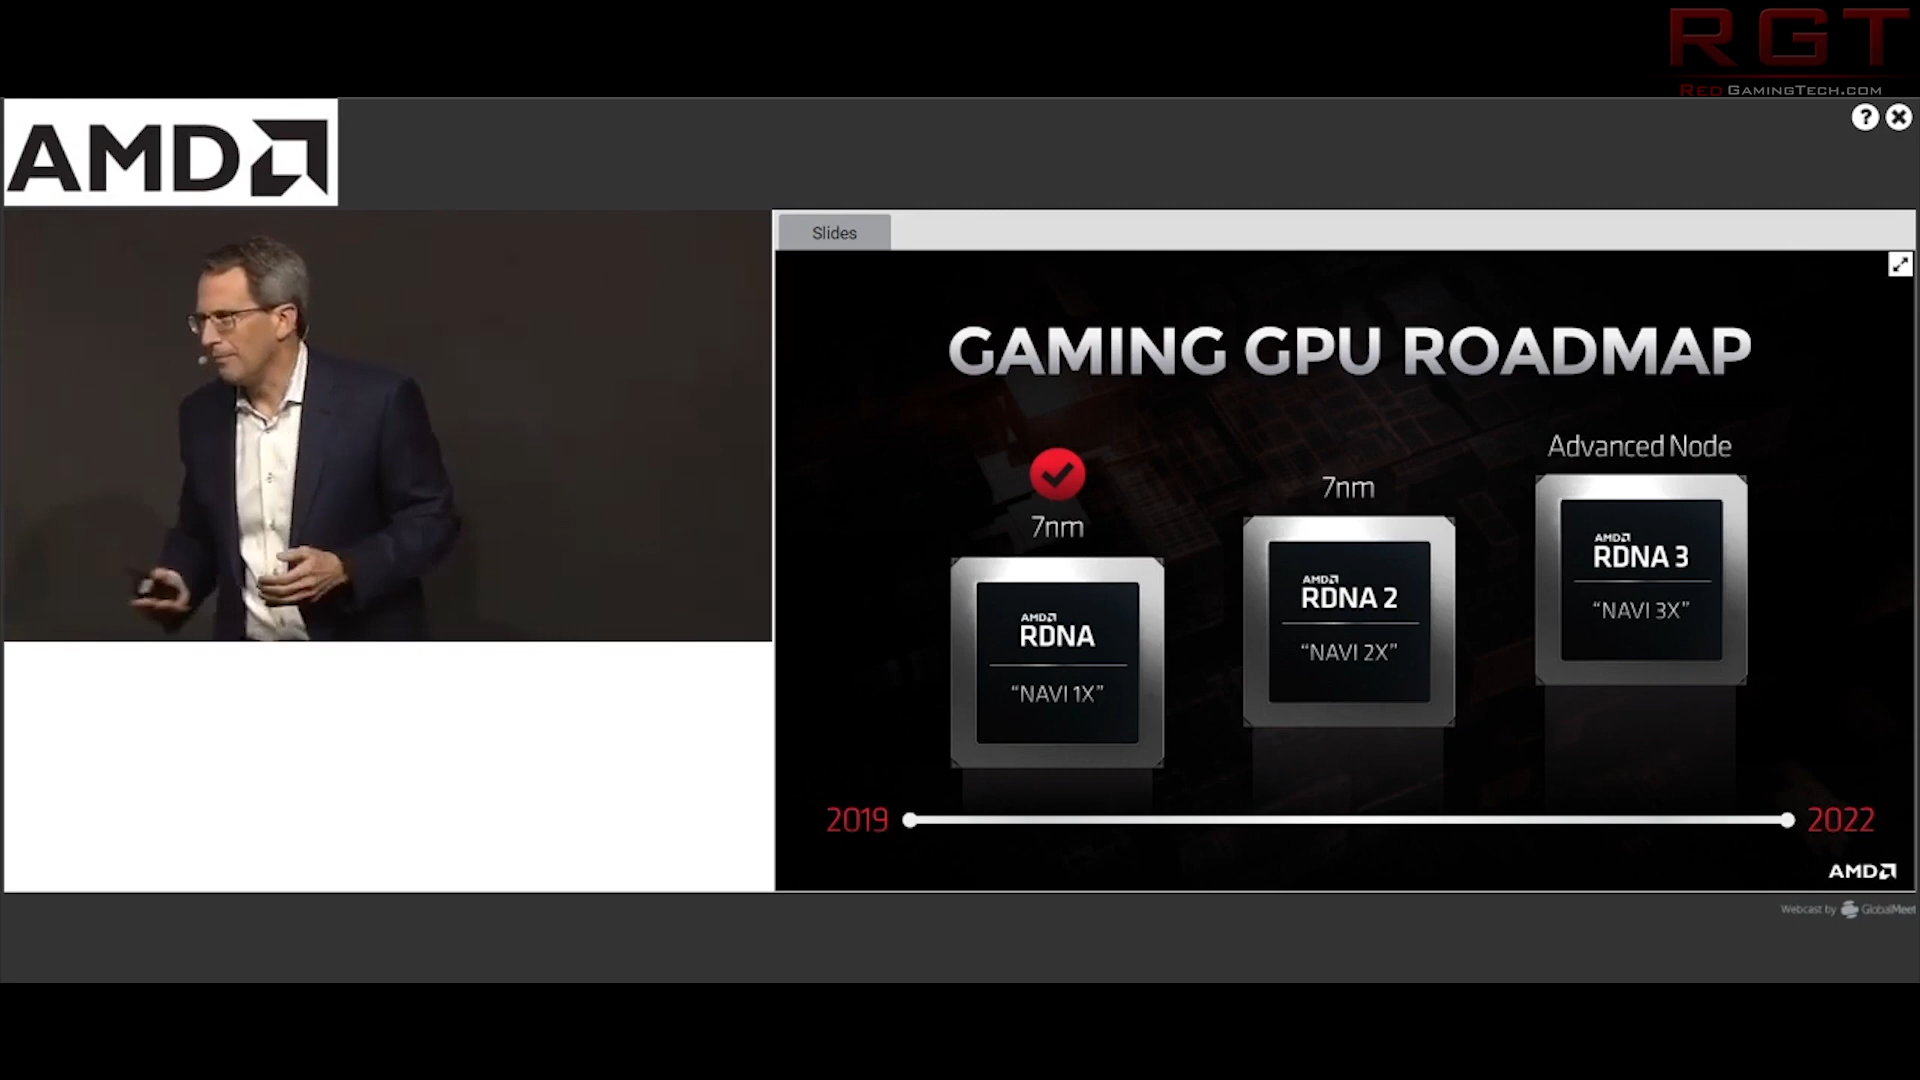 RGT
RedGamingTech.com
? ×
AMD
Slides
GAMING GPU ROADMAP
Advanced Node
7nm
7nm
AMD
RDNA 3
“NAVI 3X”
AMD
RDNA 2
“NAVI 2X”
AMD
RDNA
“NAVI 1X”
2019
2022
AMD
Webcast by GlobalMeet